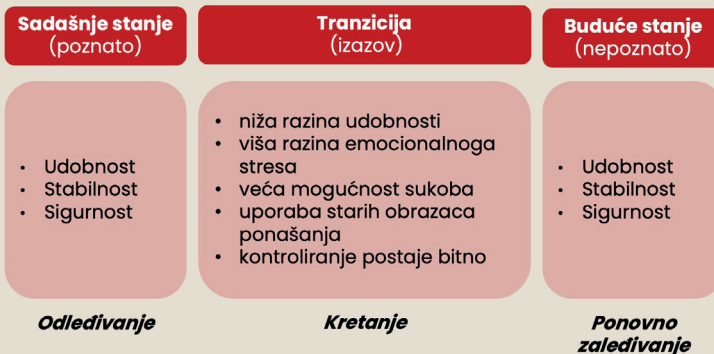 Sadašnje stanje
(poznato)
• Udobnost
• Stabilnost
• Sigurnost
Odleđivanje
Tranzicija
(izazov)
• niža razina udobnosti
• viša razina emocionalnoga
stresa
• veća mogućnost sukoba
• uporaba starih obrazaca
ponašanja
• kontroliranje postaje bitno
Kretanje
Buduće stanje
(nepoznato)
• Udobnost
• Stabilnost
• Sigurnost
Ponovno
zaleđivanje